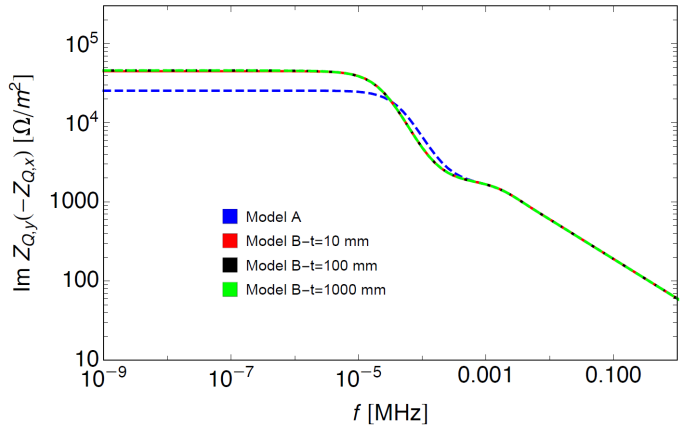 10^5
10^4
1000
100
10
Im Z_{Q,y}(-Z_{Q,x}) [Ω/m^2]
Model A
Model B-t=10 mm
Model B-t=100 mm
Model B-t=1000 mm
10^{-9}
10^{-7}
10^{-5}
0.001
0.100
f [MHz]